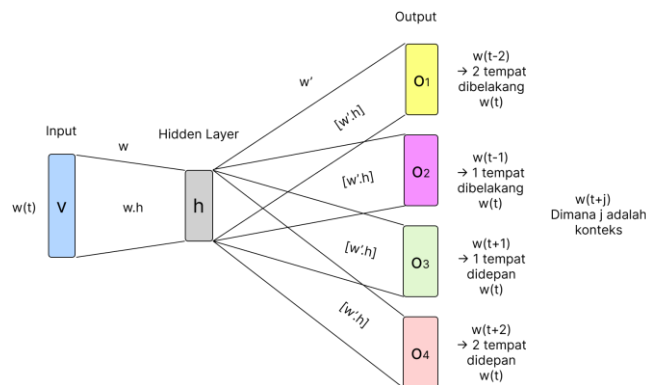 Output
w'
w(t-2)
→ 2 tempat
dibelakang
w(t)
O1
[w'.h]
Input
Hidden Layer
w
w(t)
v
w.h
h
O2
[w'.h]
w(t-1)
→ 1 tempat
dibelakang
w(t)
w(t+j)
Dimana j adalah
konteks
O3
[w'.h]
w(t+1)
→ 1 tempat
didepan
w(t)
O4
[w'.h]
w(t+2)
→ 2 tempat
didepan
w(t)